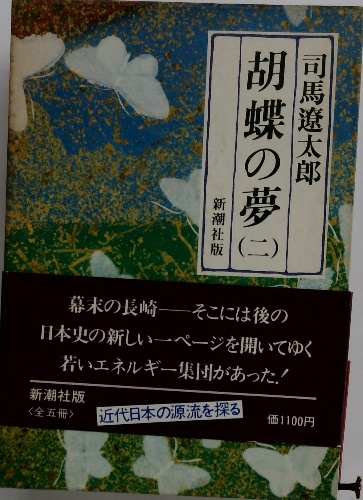 司馬遼太郎
胡蝶の夢(二)
新潮社版
幕末の長崎――そこには後の
日本史の新しい一ページを開いてゆく
若いエネルギー集団があった!
新潮社版
〈全五冊〉
近代日本の源流を探る
価1100円